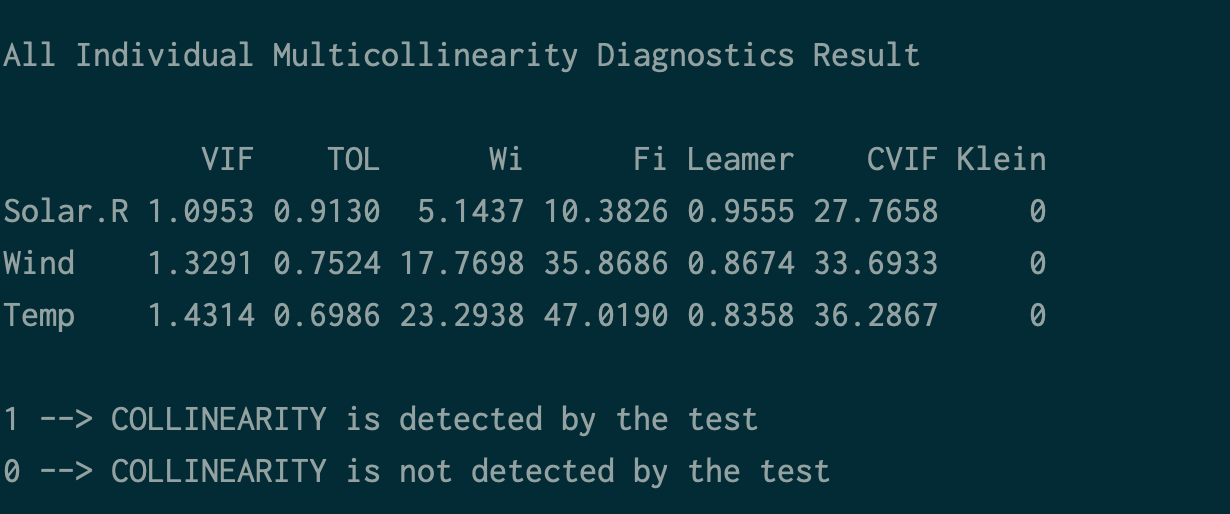 All Individual Multicollinearity Diagnostics Result
VIF TOL Wi Fi Leamer CVIF Klein
Solar.R 1.0953 0.9130 5.1437 10.3826 0.9555 27.7658 0
Wind 1.3291 0.7524 17.7698 35.8686 0.8674 33.6933 0
Temp 1.4314 0.6986 23.2938 47.0190 0.8358 36.2867 0
1 --> COLLINEARITY is detected by the test
0 --> COLLINEARITY is not detected by the test